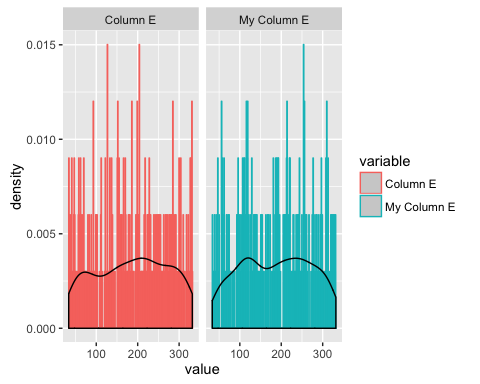 Column E
My Column E
0.015
0.010
0.005
0.000
density
100
200
300
100
200
300
value
variable
Column E
My Column E